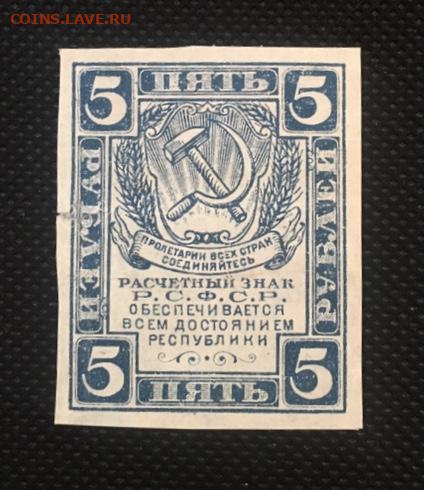 COINS.LAVE.RU
5 ПЯТЬ 5
РУБЛЕЙ
РУБЛЕЙ
ПРОЛЕТАРИИ ВСЕХ СТРАН
СОЕДИНЯЙТЕСЬ
РАСЧЕТНЫЙ ЗНАК
Р.С.Ф.С.Р.
ОБЕСПЕЧИВАЕТСЯ
ВСЕМ ДОСТОЯНИЕМ
РЕСПУБЛИКИ
5 ПЯТЬ 5